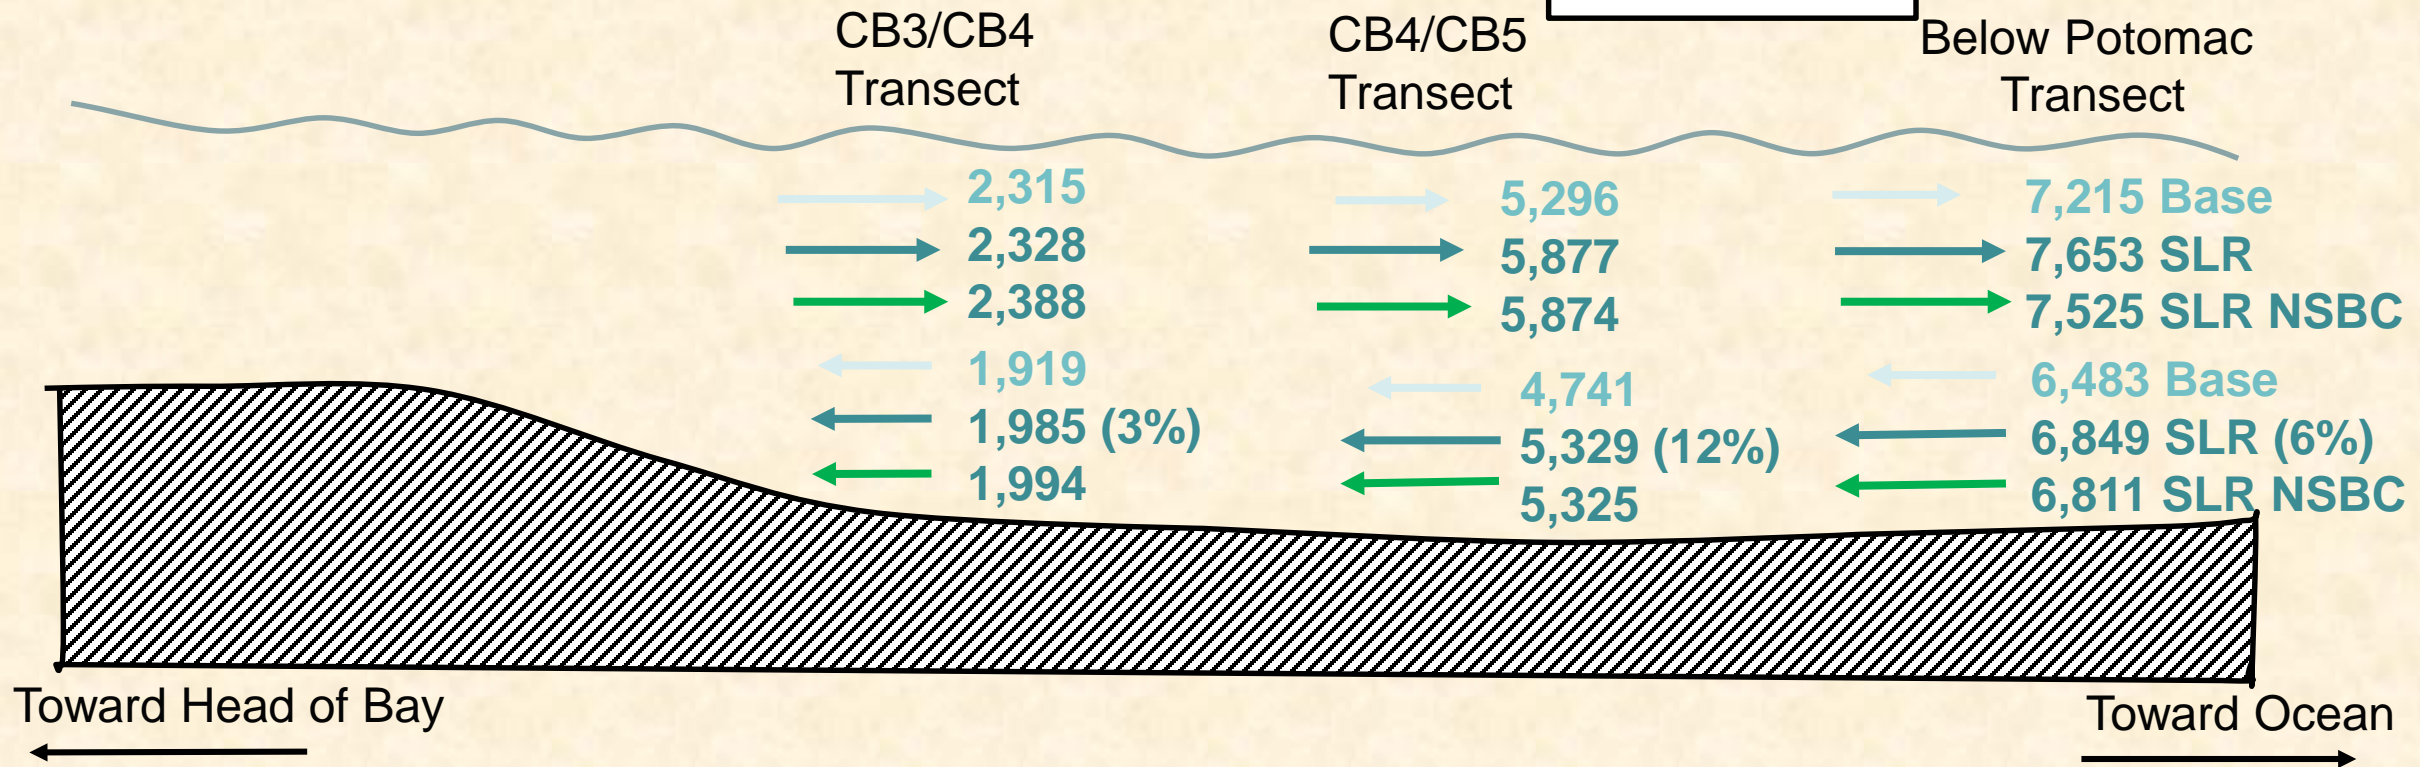 CB3/CB4
Transect
CB4/CB5
Transect
Below Potomac
Transect
2,315
2,328
2,388
1,919
1,985 (3%)
1,994
5,296
5,877
5,874
4,741
5,329 (12%)
5,325
7,215 Base
7,653 SLR
7,525 SLR NSBC
6,483 Base
6,849 SLR (6%)
6,811 SLR NSBC
Toward Head of Bay
Toward Ocean